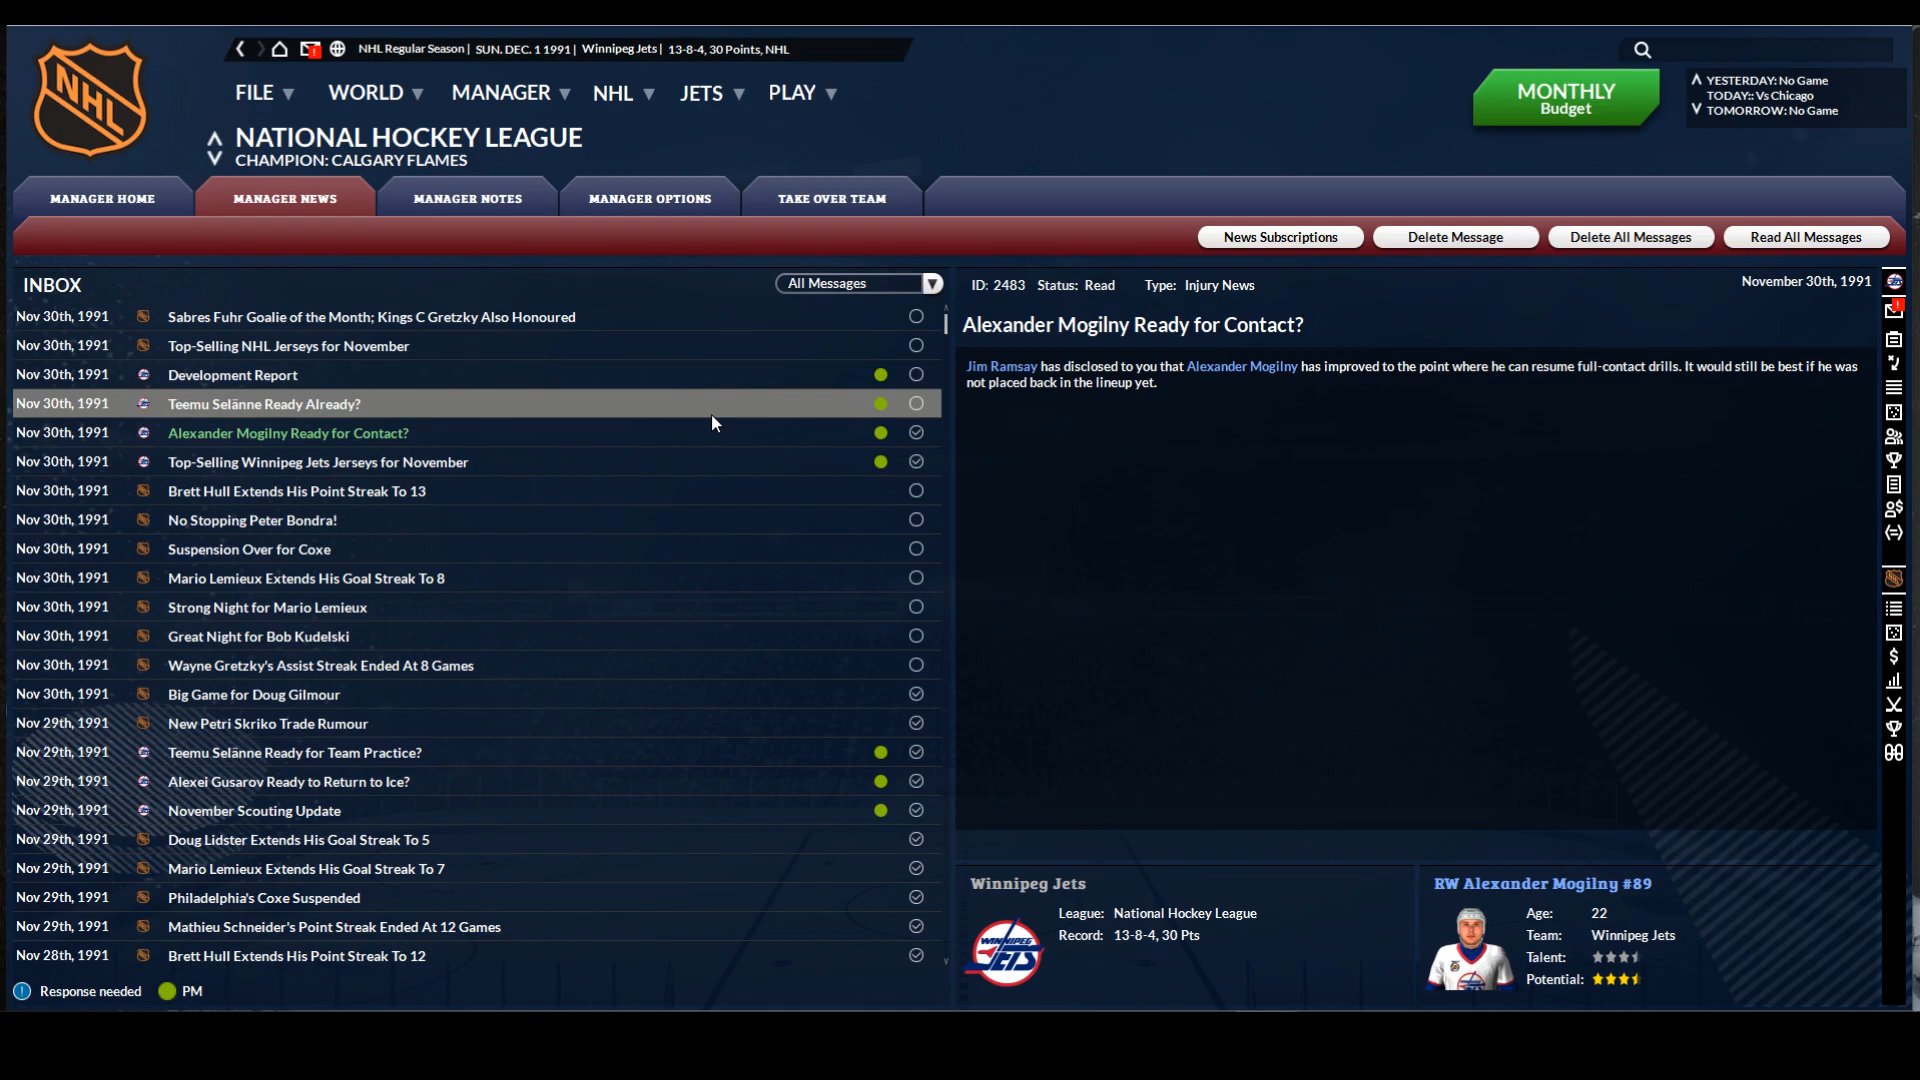 NHL
NHL Regular Season | SUN. DEC. 1 1991 | Winnipeg Jets | 13-8-4, 30 Points, NHL
FILE WORLD MANAGER NHL JETS PLAY
MONTHLY
Budget
YESTERDAY: No Game
TODAY:: Vs Chicago
TOMORROW: No Game
NATIONAL HOCKEY LEAGUE
CHAMPION: CALGARY FLAMES
MANAGER HOME MANAGER NEWS MANAGER NOTES MANAGER OPTIONS TAKE OVER TEAM
News Subscriptions Delete Message Delete All Messages Read All Messages
INBOX All Messages
Nov 30th, 1991 Sabres Fuhr Goalie of the Month; Kings C Gretzky Also Honoured
Nov 30th, 1991 Top-Selling NHL Jerseys for November
Nov 30th, 1991 Development Report
Nov 30th, 1991 Teemu Selänne Ready Already?
Nov 30th, 1991 Alexander Mogilny Ready for Contact?
Nov 30th, 1991 Top-Selling Winnipeg Jets Jerseys for November
Nov 30th, 1991 Brett Hull Extends His Point Streak To 13
Nov 30th, 1991 No Stopping Peter Bondra!
Nov 30th, 1991 Suspension Over for Coxe
Nov 30th, 1991 Mario Lemieux Extends His Goal Streak To 8
Nov 30th, 1991 Strong Night for Mario Lemieux
Nov 30th, 1991 Great Night for Bob Kudelski
Nov 30th, 1991 Wayne Gretzky's Assist Streak Ended At 8 Games
Nov 30th, 1991 Big Game for Doug Gilmour
Nov 29th, 1991 New Petri Skriko Trade Rumour
Nov 29th, 1991 Teemu Selänne Ready for Team Practice?
Nov 29th, 1991 Alexei Gusarov Ready to Return to Ice?
Nov 29th, 1991 November Scouting Update
Nov 29th, 1991 Doug Lidster Extends His Goal Streak To 5
Nov 29th, 1991 Mario Lemieux Extends His Goal Streak To 7
Nov 29th, 1991 Philadelphia's Coxe Suspended
Nov 29th, 1991 Mathieu Schneider's Point Streak Ended At 12 Games
Nov 28th, 1991 Brett Hull Extends His Point Streak To 12
Response needed PM
ID: 2483 Status: Read Type: Injury News November 30th, 1991
Alexander Mogilny Ready for Contact?
Jim Ramsay has disclosed to you that Alexander Mogilny has improved to the point where he can resume full-contact drills. It would still be best if he was
not placed back in the lineup yet.
Winnipeg Jets
League: National Hockey League
Record: 13-8-4, 30 Pts
WINNIPEG
JETS
RW Alexander Mogilny #89
Age: 22
Team: Winnipeg Jets
Talent:
Potential: